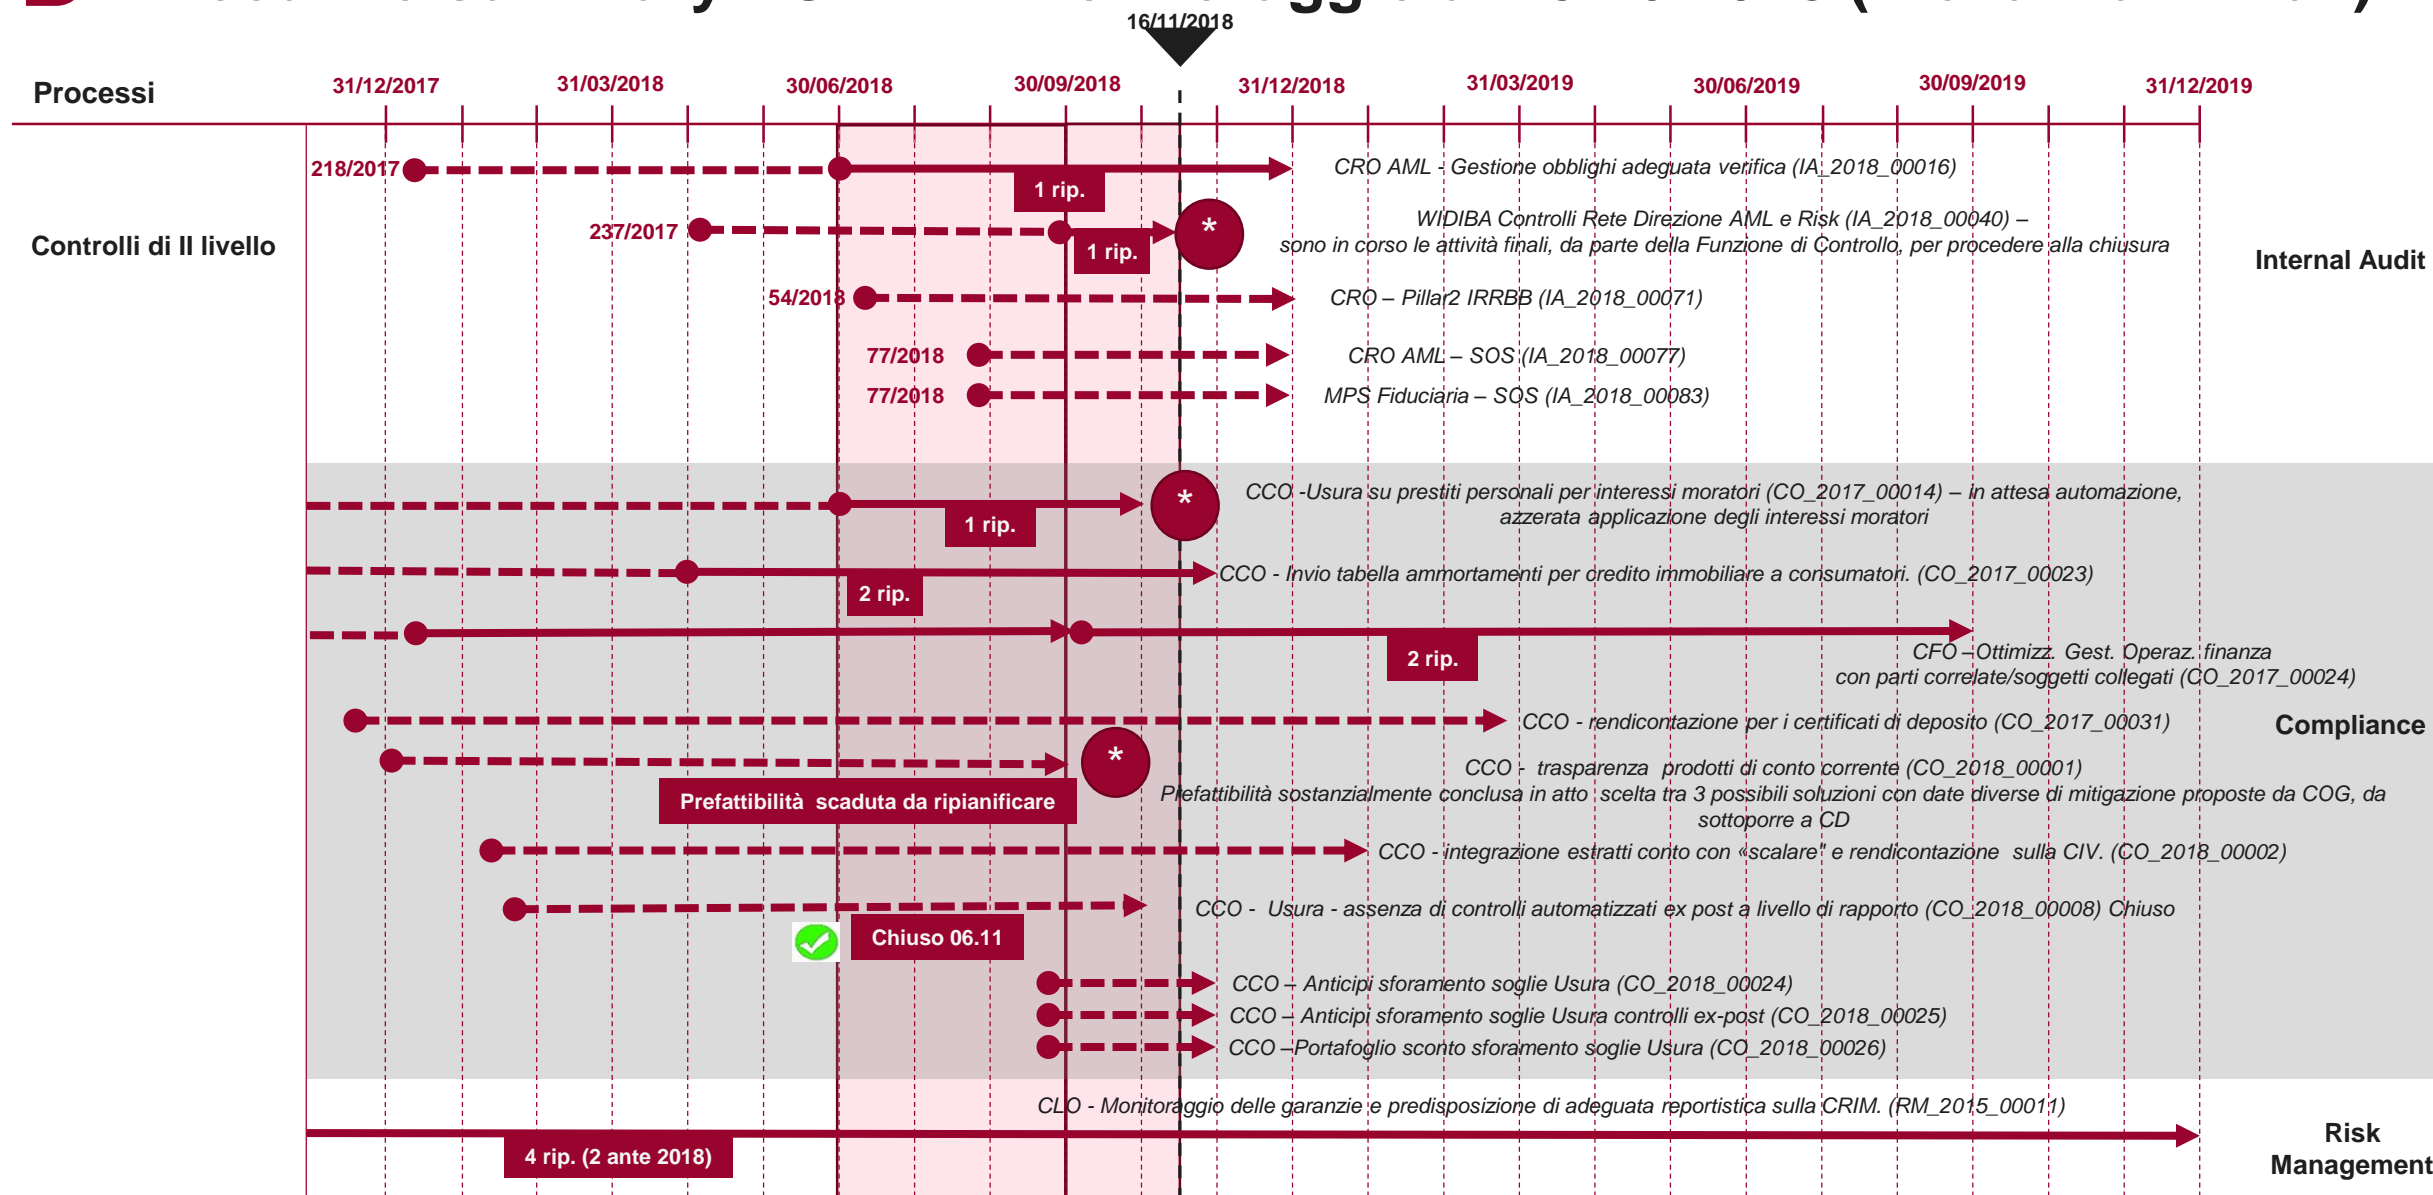 16/11/2018
Processi
31/12/2017
31/03/2018
30/06/2018
30/09/2018
31/12/2018
31/03/2019
30/06/2019
30/09/2019
31/12/2019
218/2017
CRO AML - Gestione obblighi adeguata verifica (IA_2018_00016)
1 rip.
Controlli di II livello
237/2017
*
WIDIBA Controlli Rete Direzione AML e Risk (IA_2018_00040) –
sono in corso le attività finali, da parte della Funzione di Controllo, per procedere alla chiusura
1 rip.
Internal Audit
54/2018
CRO – Pillar2 IRRBB (IA_2018_00071)
77/2018
CRO AML – SOS (IA_2018_00077)
77/2018
MPS Fiduciaria – SOS (IA_2018_00083)
*
CCO -Usura su prestiti personali per interessi moratori (CO_2017_00014) – in attesa automazione,
azzerata applicazione degli interessi moratori
1 rip.
CCO - Invio tabella ammortamenti per credito immobiliare a consumatori. (CO_2017_00023)
2 rip.
2 rip.
CFO –Ottimizz. Gest. Operaz. finanza
con parti correlate/soggetti collegati (CO_2017_00024)
CCO - rendicontazione per i certificati di deposito (CO_2017_00031)
Compliance
*
CCO - trasparenza prodotti di conto corrente (CO_2018_00001)
Prefattibilità scaduta da ripianificare
Prefattibilità sostanzialmente conclusa in atto scelta tra 3 possibili soluzioni con date diverse di mitigazione proposte da COG, da
sottoporre a CD
CCO - integrazione estratti conto con «scalare" e rendicontazione sulla CIV. (CO_2018_00002)
CCO - Usura - assenza di controlli automatizzati ex post a livello di rapporto (CO_2018_00008) Chiuso
Chiuso 06.11
CCO – Anticipi sforamento soglie Usura (CO_2018_00024)
CCO – Anticipi sforamento soglie Usura controlli ex-post (CO_2018_00025)
CCO –Portafoglio sconto sforamento soglie Usura (CO_2018_00026)
CLO - Monitoraggio delle garanzie e predisposizione di adeguata reportistica sulla CRIM. (RM_2015_00011)
4 rip. (2 ante 2018)
Risk
Management